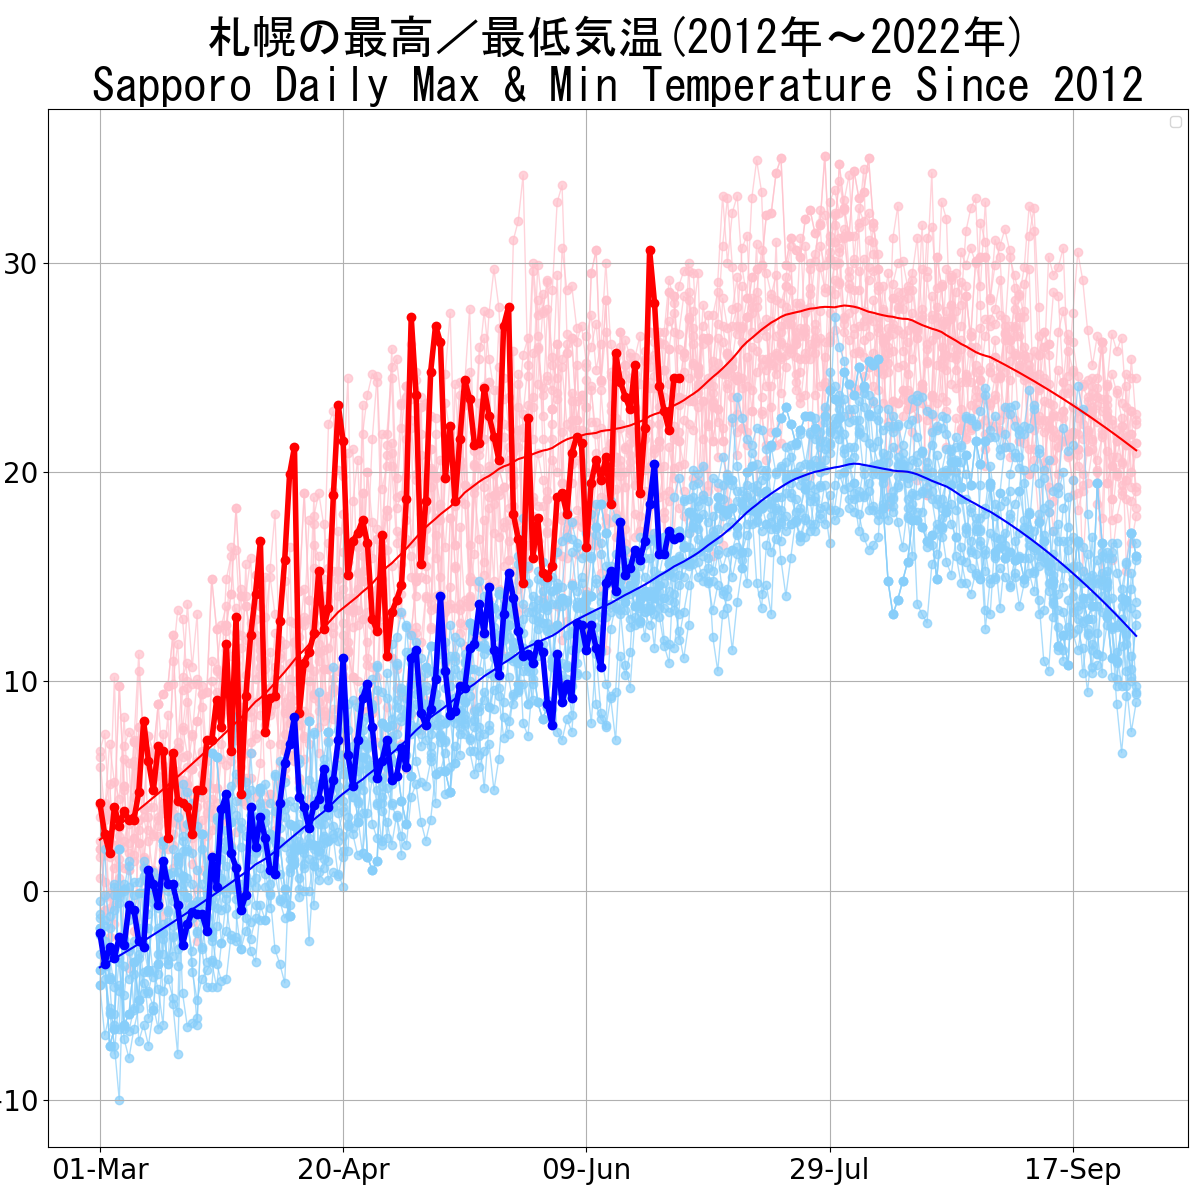 札幌の最高／最低気温(2012年～2022年)
Sapporo Daily Max & Min Temperature Since 2012
30
20
10
0
-10
01-Mar 20-Apr 09-Jun 29-Jul 17-Sep